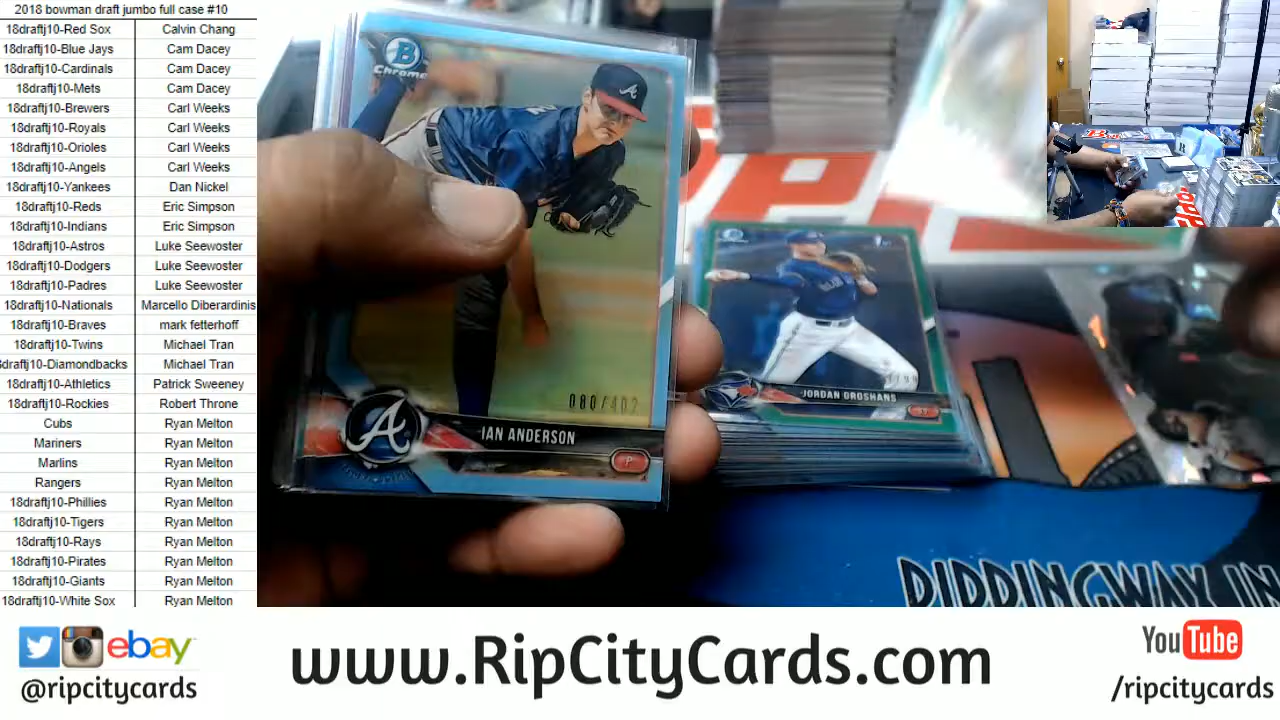 2018 bowman draft jumbo full case #10
18draftj10-Red Sox Calvin Chang
18draftj10-Blue Jays Cam Dacey
18draftj10-Cardinals Cam Dacey
18draftj10-Mets Cam Dacey
18draftj10-Brewers Carl Weeks
18draftj10-Royals Carl Weeks
18draftj10-Orioles Carl Weeks
18draftj10-Angels Carl Weeks
18draftj10-Yankees Dan Nickel
18draftj10-Reds Eric Simpson
18draftj10-Indians Eric Simpson
18draftj10-Astros Luke Seewoster
18draftj10-Dodgers Luke Seewoster
18draftj10-Padres Luke Seewoster
18draftj10-Nationals Marcello Diberardinis
18draftj10-Braves mark fetterhoff
18draftj10-Twins Michael Tran
8draftj10-Diamondbacks Michael Tran
18draftj10-Athletics Patrick Sweeney
18draftj10-Rockies Robert Throne
Cubs Ryan Melton
Mariners Ryan Melton
Marlins Ryan Melton
Rangers Ryan Melton
18draftj10-Phillies Ryan Melton
18draftj10-Tigers Ryan Melton
18draftj10-Rays Ryan Melton
18draftj10-Pirates Ryan Melton
18draftj10-Giants Ryan Melton
18draftj10-White Sox Ryan Melton
B
Chrome
A
080/402
A
IAN ANDERSON
P
JORDAN GROSHANS
ebay
@ripcitycards
www.RipCityCards.com
YouTube
/ripcitycards